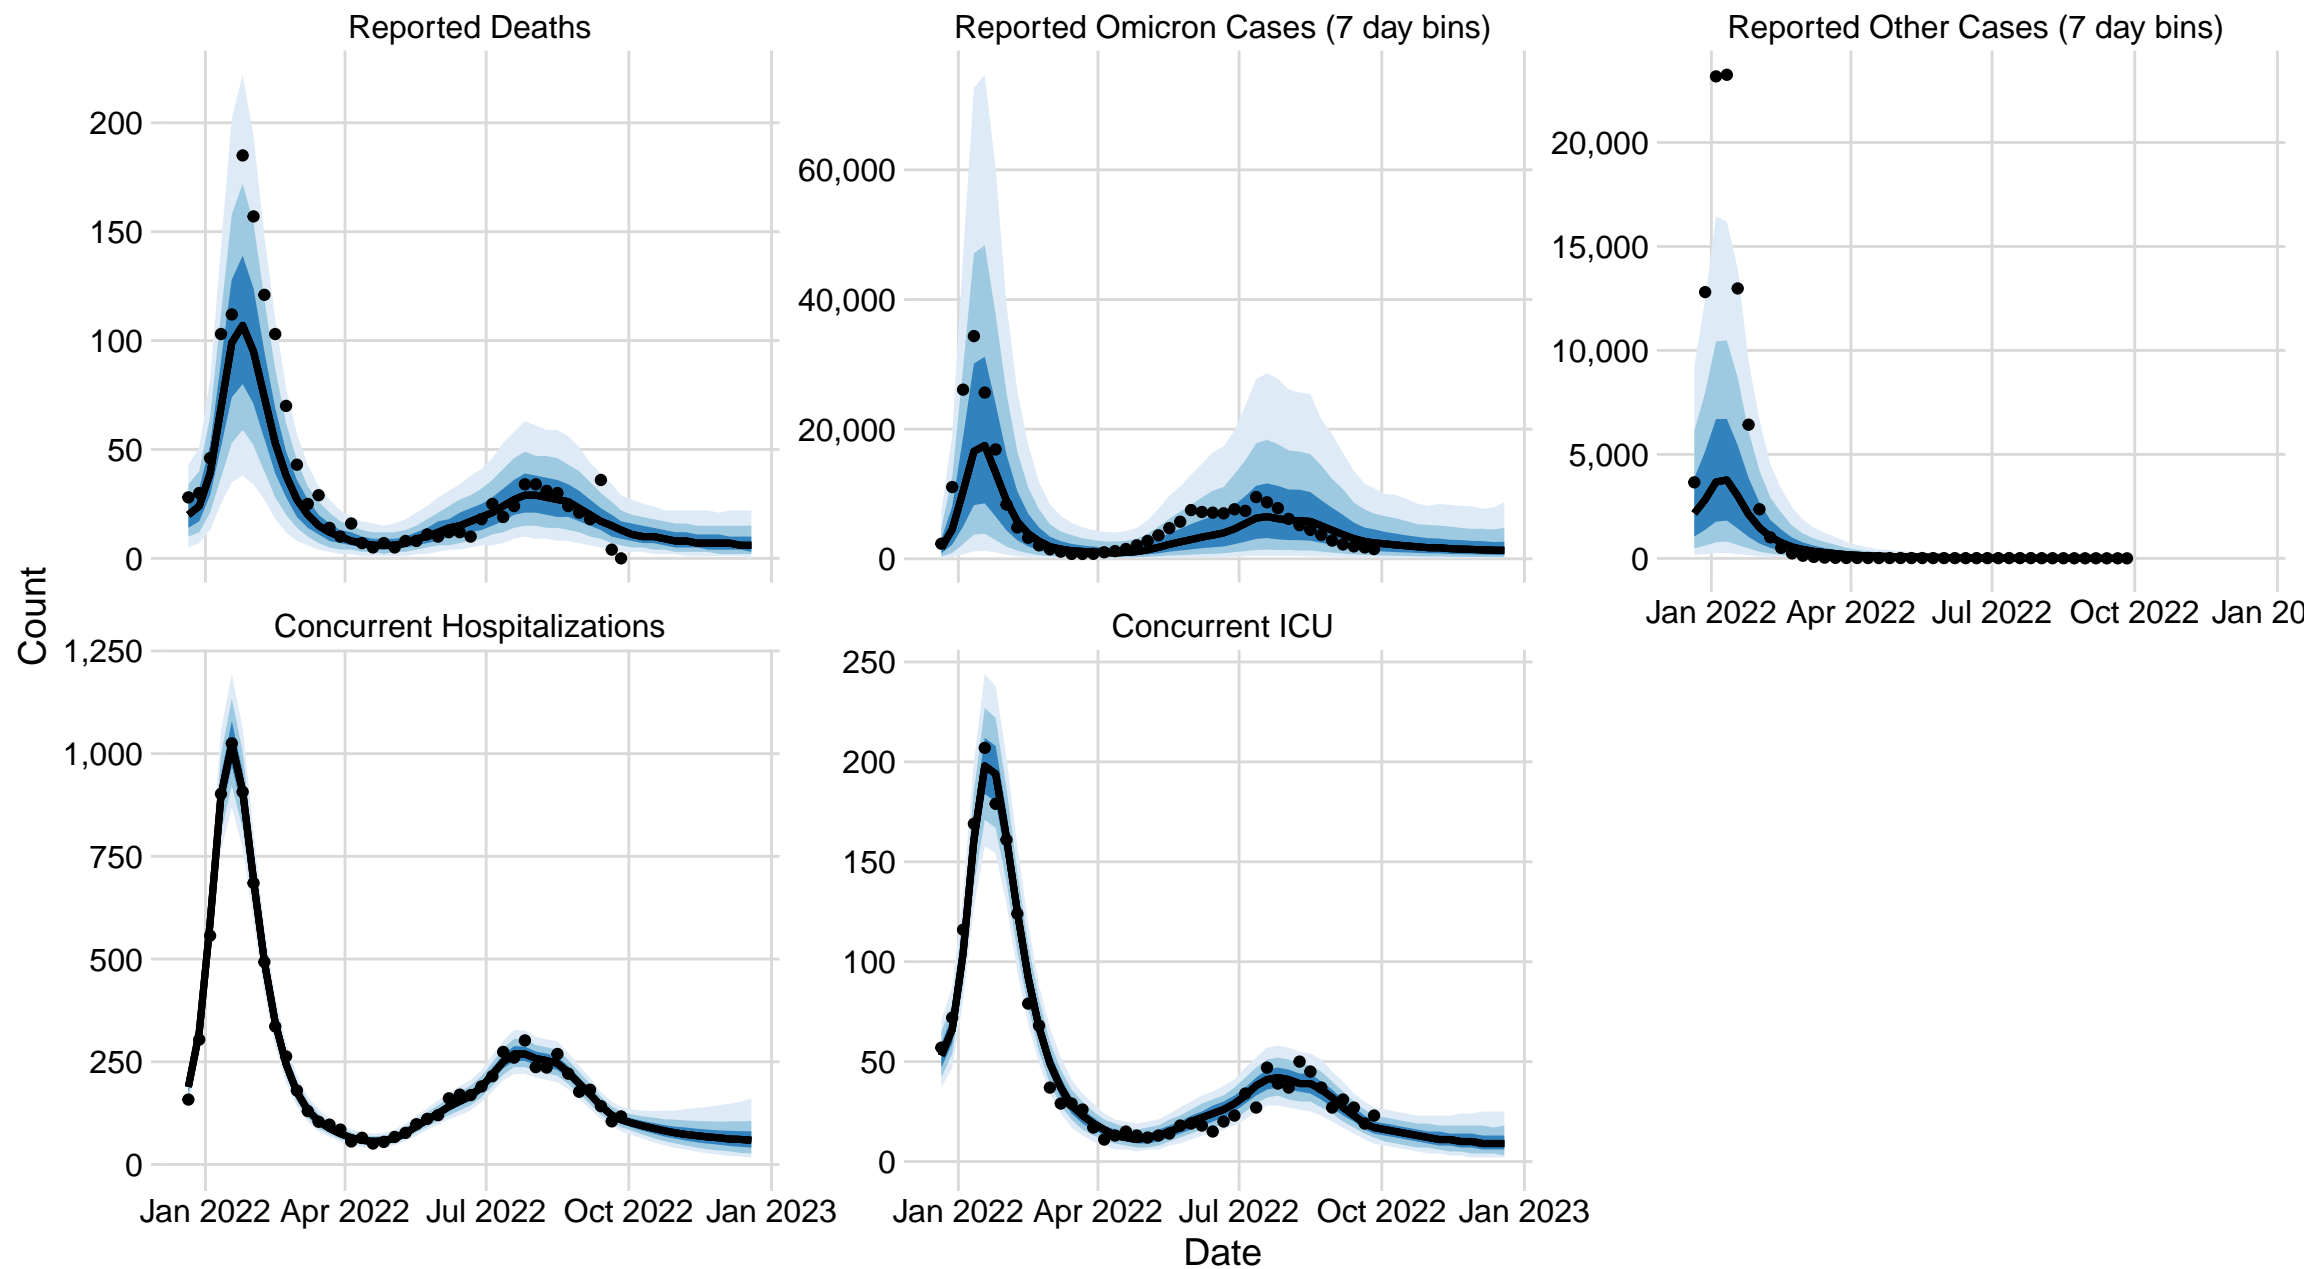 Reported Deaths
Reported Omicron Cases (7 day bins)
Reported Other Cases (7 day bins)
200
150
100
50
0
60,000
40,000
20,000
0
20,000
15,000
10,000
5,000
0
Jan 2022 Apr 2022 Jul 2022 Oct 2022 Jan 20
Count
Concurrent Hospitalizations
Concurrent ICU
1,250
1,000
750
500
250
0
250
200
150
100
50
0
Jan 2022 Apr 2022 Jul 2022 Oct 2022 Jan 2023
Jan 2022 Apr 2022 Jul 2022 Oct 2022 Jan 2023
Date